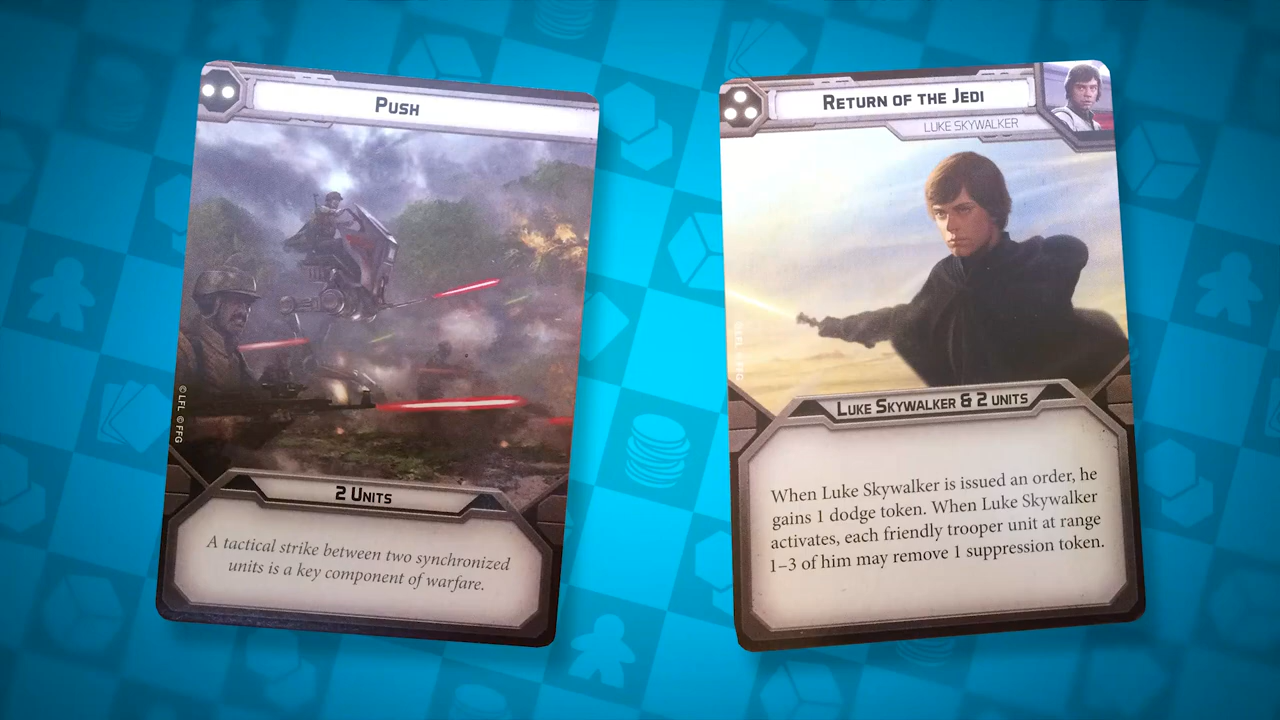 PUSH
©LFL ©FFG
2 UNITS
A tactical strike between two synchronized
units is a key component of warfare.
RETURN OF THE JEDI
LUKE SKYWALKER
LUKE SKYWALKER & 2 UNITS
When Luke Skywalker is issued an order, he
gains 1 dodge token. When Luke Skywalker
activates, each friendly trooper unit at range
1–3 of him may remove 1 suppression token.